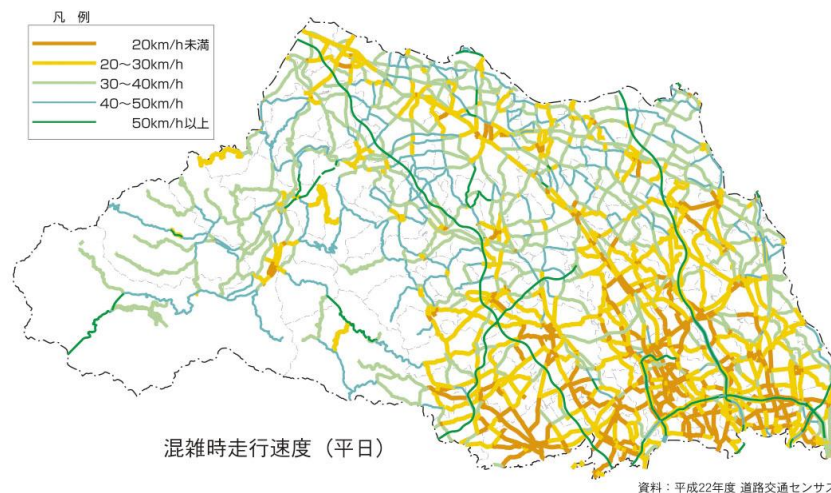 凡 例
20km/h未満
20～30km/h
30～40km/h
40～50km/h
50km/h以上
混雑時走行速度（平日）
資料：平成22年度 道路交通センサス